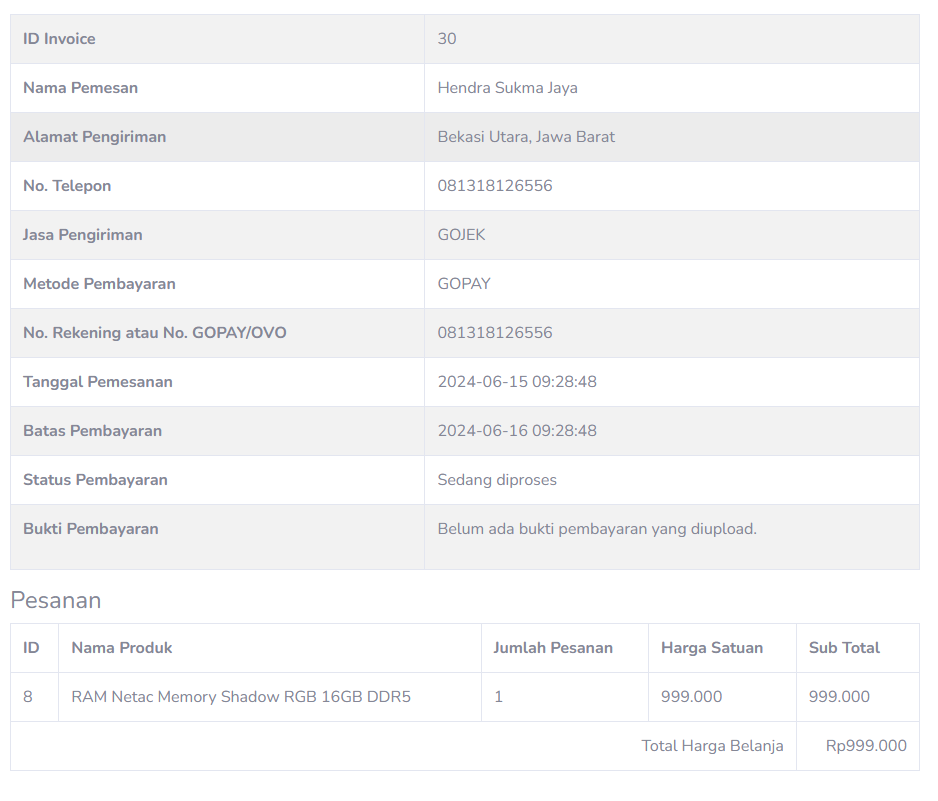 ID Invoice 30
Nama Pemesan Hendra Sukma Jaya
Alamat Pengiriman Bekasi Utara, Jawa Barat
No. Telepon 081318126556
Jasa Pengiriman GOJEK
Metode Pembayaran GOPAY
No. Rekening atau No. GOPAY/OVO 081318126556
Tanggal Pemesanan 2024-06-15 09:28:48
Batas Pembayaran 2024-06-16 09:28:48
Status Pembayaran Sedang diproses
Bukti Pembayaran Belum ada bukti pembayaran yang diupload.
Pesanan
ID Nama Produk Jumlah Pesanan Harga Satuan Sub Total
8 RAM Netac Memory Shadow RGB 16GB DDR5 1 999.000 999.000
Total Harga Belanja Rp999.000